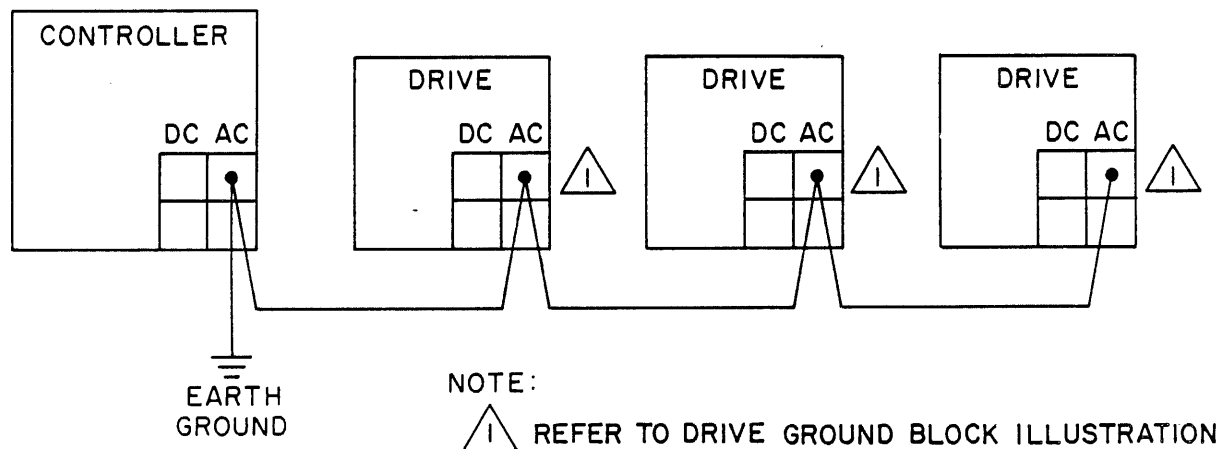 CONTROLLER
DRIVE
DRIVE
DRIVE
DC AC
DC AC
DC AC
DC AC
1
1
1
EARTH
GROUND
NOTE:
1 REFER TO DRIVE GROUND BLOCK ILLUSTRATION